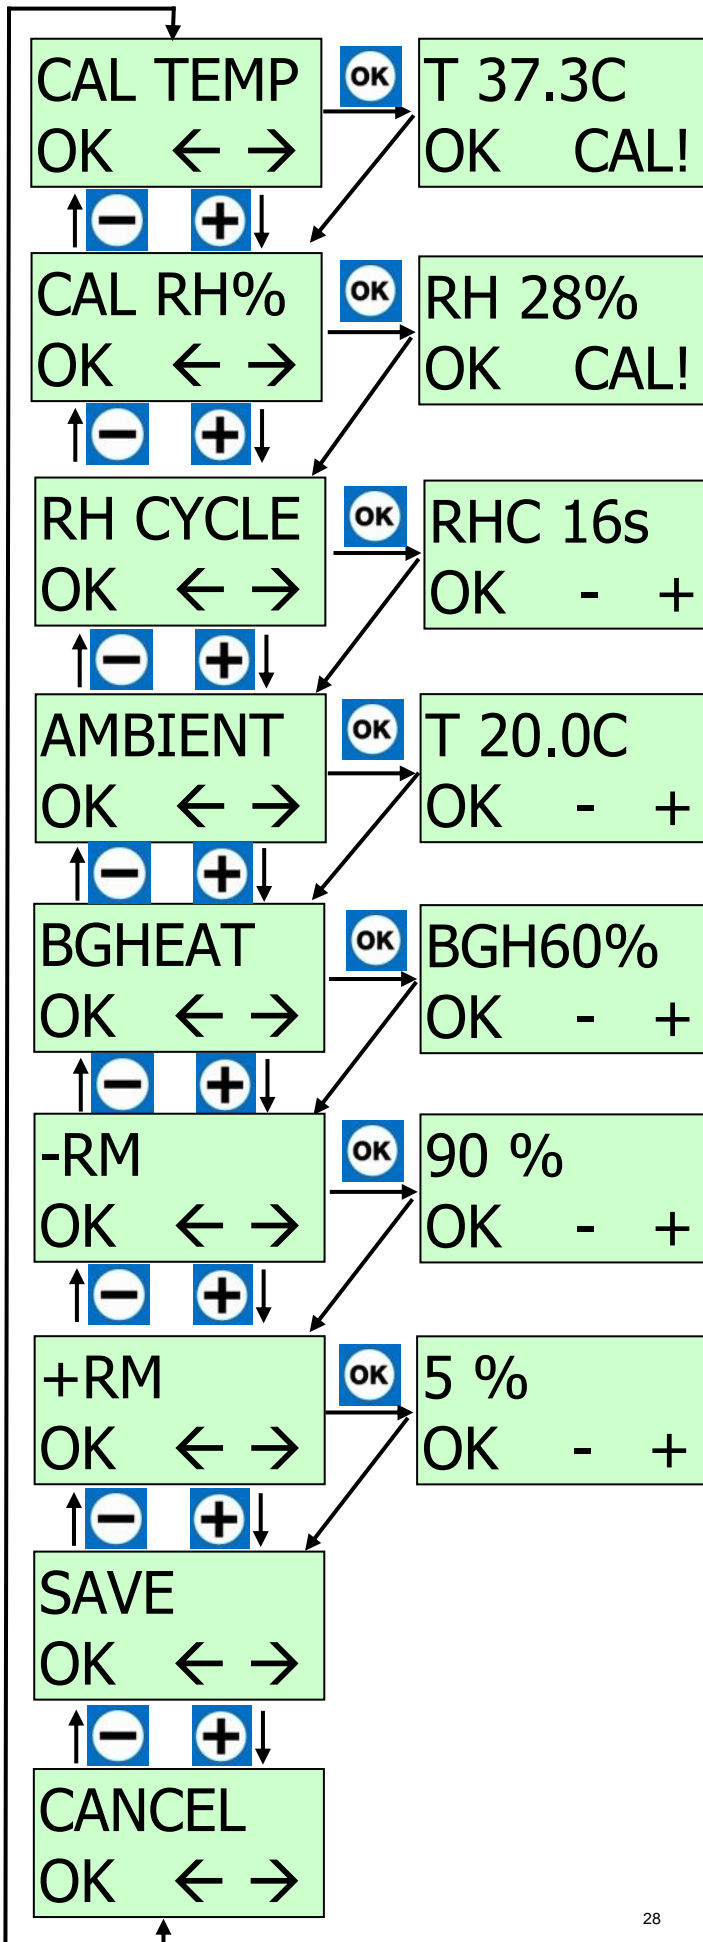 CAL TEMP
OK ← →
OK
T 37.3C
OK CAL!
CAL RH%
OK ← →
OK
RH 28%
OK CAL!
RH CYCLE
OK ← →
OK
RHC 16s
OK - +
AMBIENT
OK ← →
OK
T 20.0C
OK - +
BGHEAT
OK ← →
OK
BGH60%
OK - +
-RM
OK ← →
OK
90 %
OK - +
+RM
OK ← →
OK
5 %
OK - +
SAVE
OK ← →
CANCEL
OK ← →
28